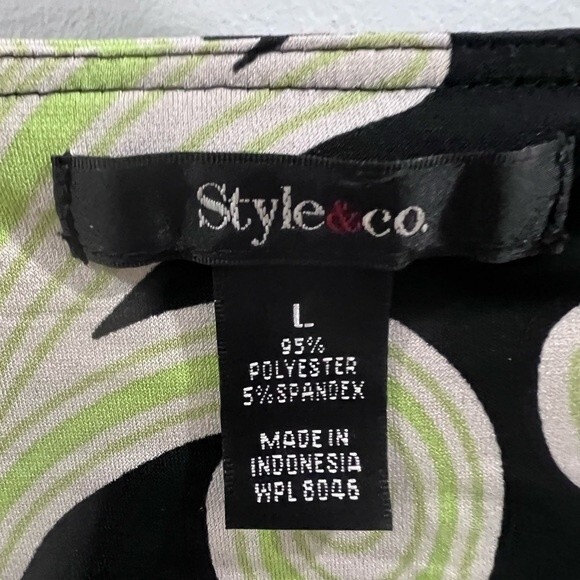 Style&co.
L
95%
POLYESTER
5%SPANDEX
MADE IN
INDONESIA
WPL 8046